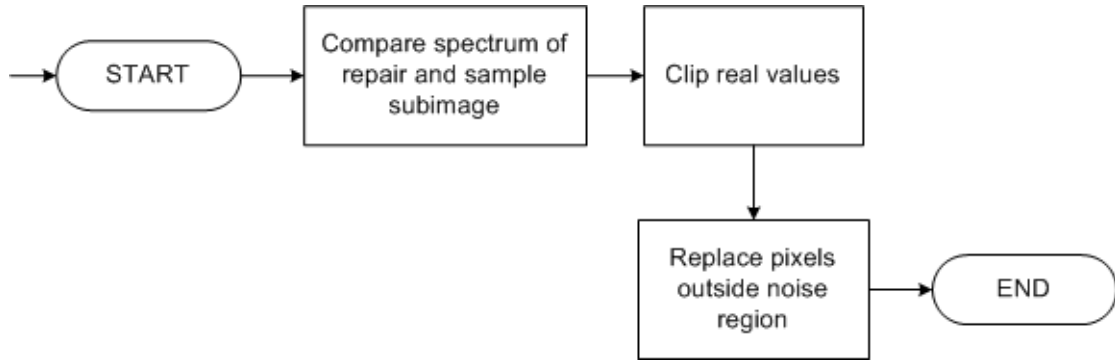 START
Compare spectrum of
repair and sample
subimage
Clip real values
Replace pixels
outside noise
region
END